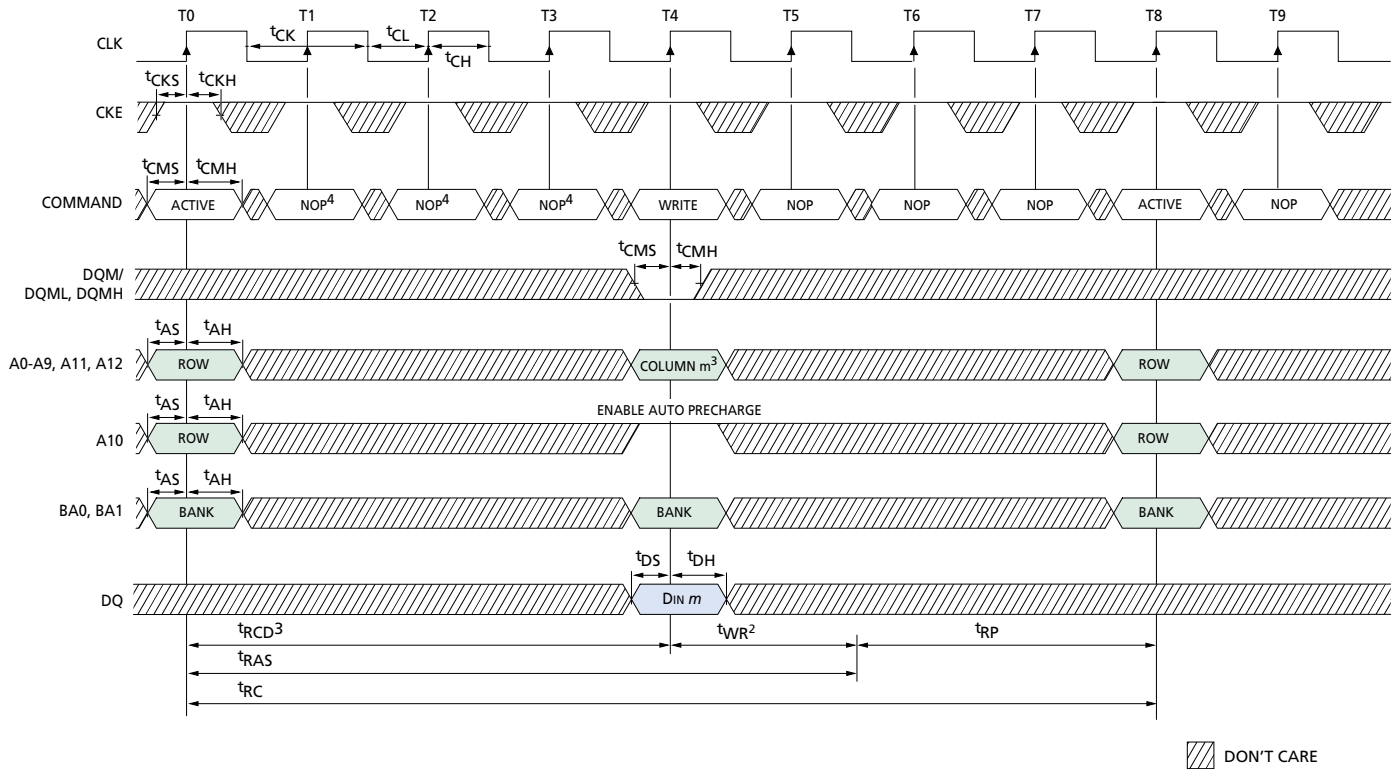 T0 T1 T2 T3 T4 T5 T6 T7 T8 T9
CLK
tCK tCL
tCH
tCKS tCKH
CKE
tCMS tCMH
COMMAND ACTIVE NOP4 NOP4 NOP4 WRITE NOP NOP NOP ACTIVE NOP
tCMS tCMH
DQM/
DQML, DQMH
tAS tAH
A0-A9, A11, A12 ROW COLUMN m3 ROW
tAS tAH
ENABLE AUTO PRECHARGE
A10 ROW ROW
tAS tAH
BA0, BA1 BANK BANK BANK
tDS tDH
DQ DIN m
tRCD3 tWR2 tRP
tRAS
tRC
DON'T CARE